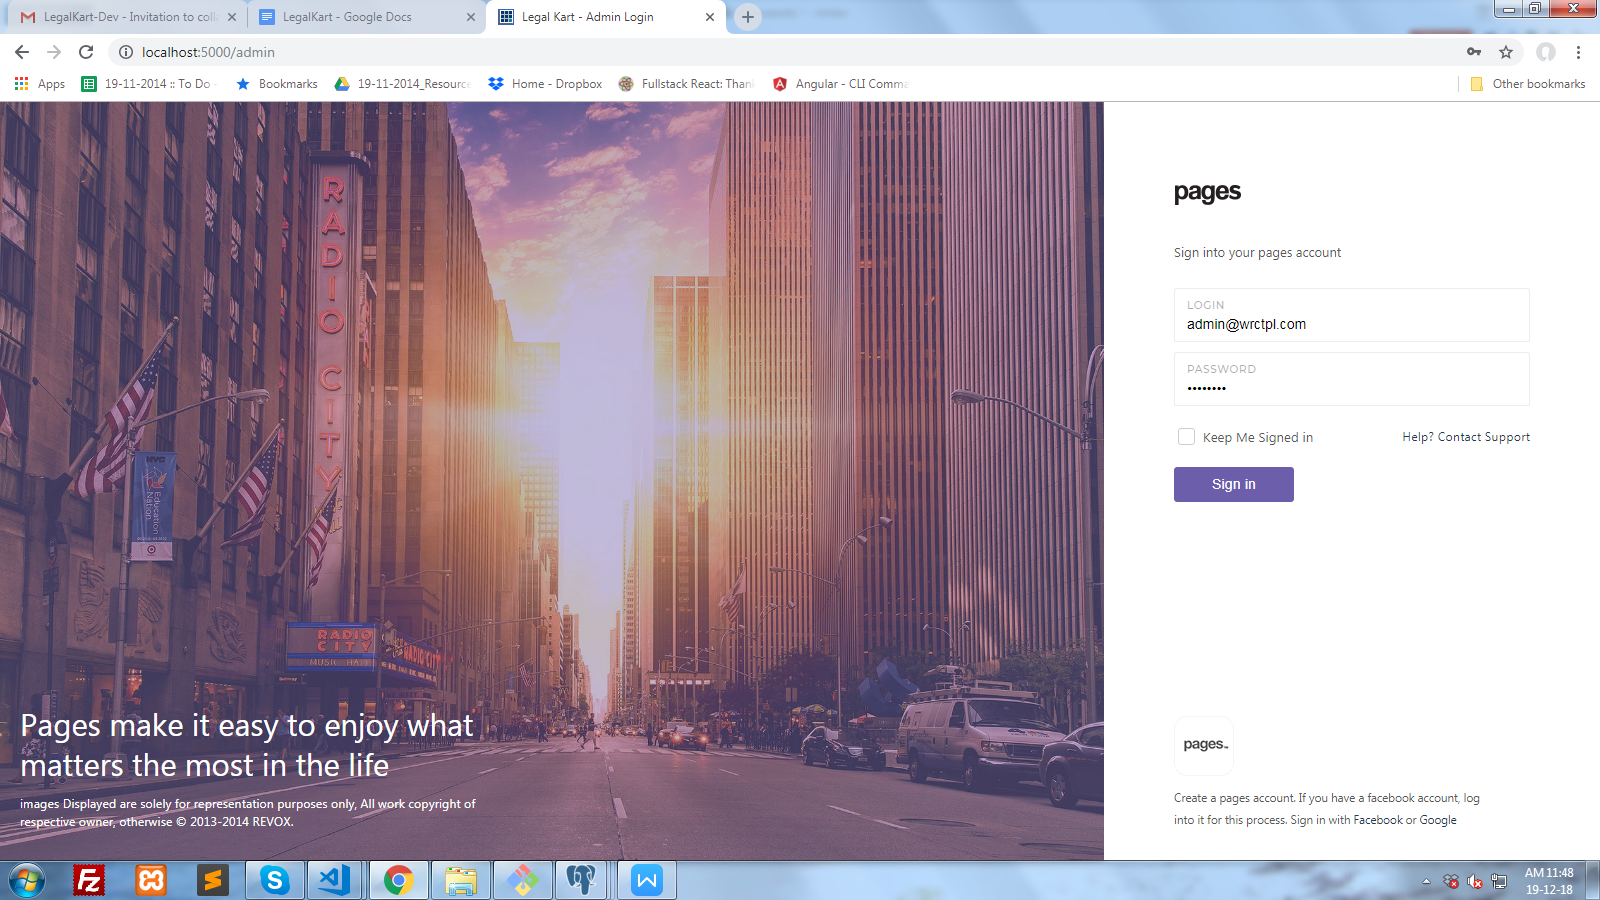 LegalKart-Dev - Invitation to coll
LegalKart - Google Docs
Legal Kart - Admin Login
localhost:5000/admin
Apps
19-11-2014 :: To Do -
Bookmarks
19-11-2014_Resource
Home - Dropbox
Fullstack React: Than
Angular - CLI Comma
Other bookmarks
RADIO CITY
NYC
Education
Nation
RADIO
CITY
MUSIC HALL
RADIO CITY
Pages make it easy to enjoy what
matters the most in the life
images Displayed are solely for representation purposes only, All work copyright of
respective owner, otherwise © 2013-2014 REVOX.
pages
Sign into your pages account
LOGIN
admin@wrctpl.com
PASSWORD
••••••••
Keep Me Signed in
Help? Contact Support
Sign in
pages
Create a pages account. If you have a facebook account, log
into it for this process. Sign in with Facebook or Google
AM 11:48
19-12-18